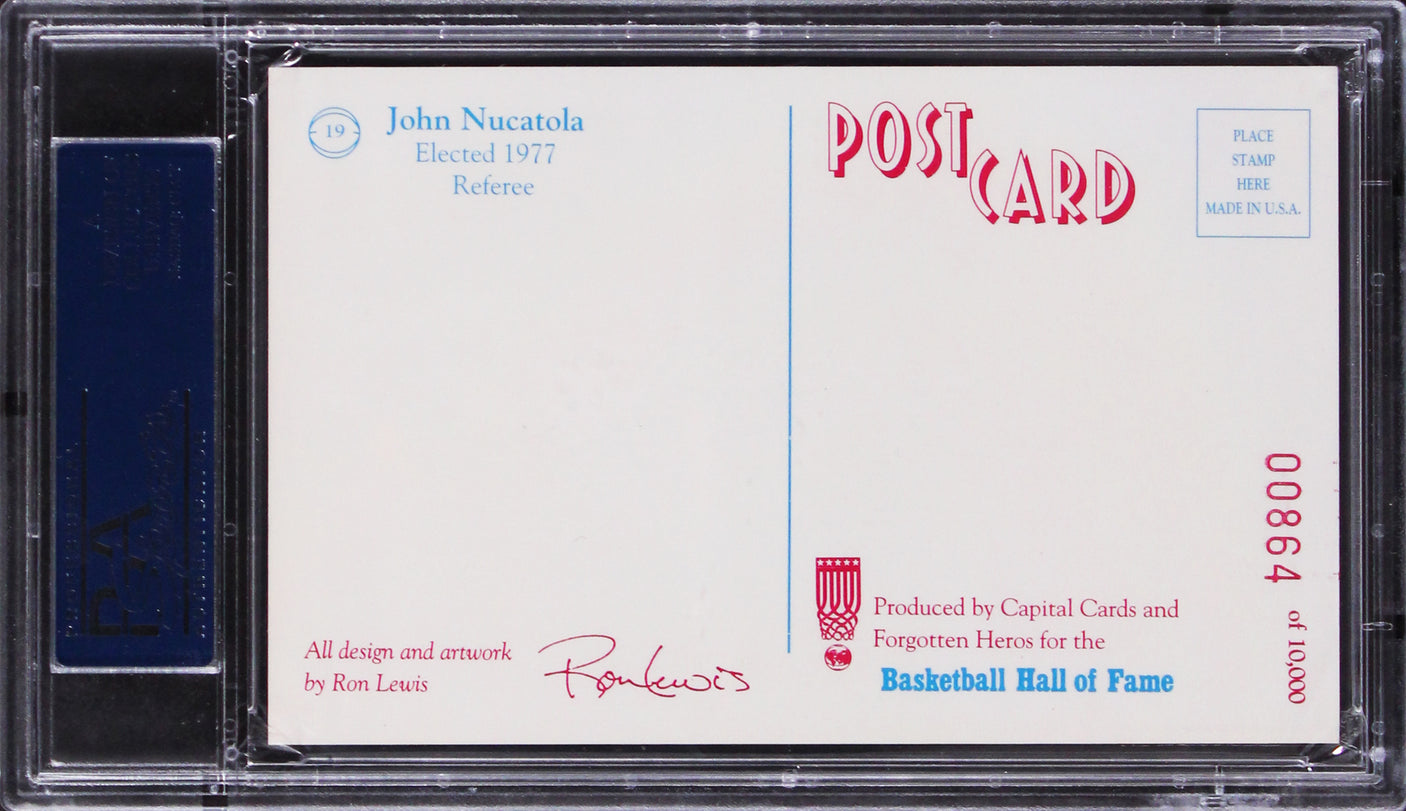 19
John Nucatola
Elected 1977
Referee
POST
CARD
PLACE
STAMP
HERE
MADE IN U.S.A.
00864 of 10,000
All design and artwork
by Ron Lewis
Ron Lewis
Produced by Capital Cards and
Forgotten Heros for the
Basketball Hall of Fame